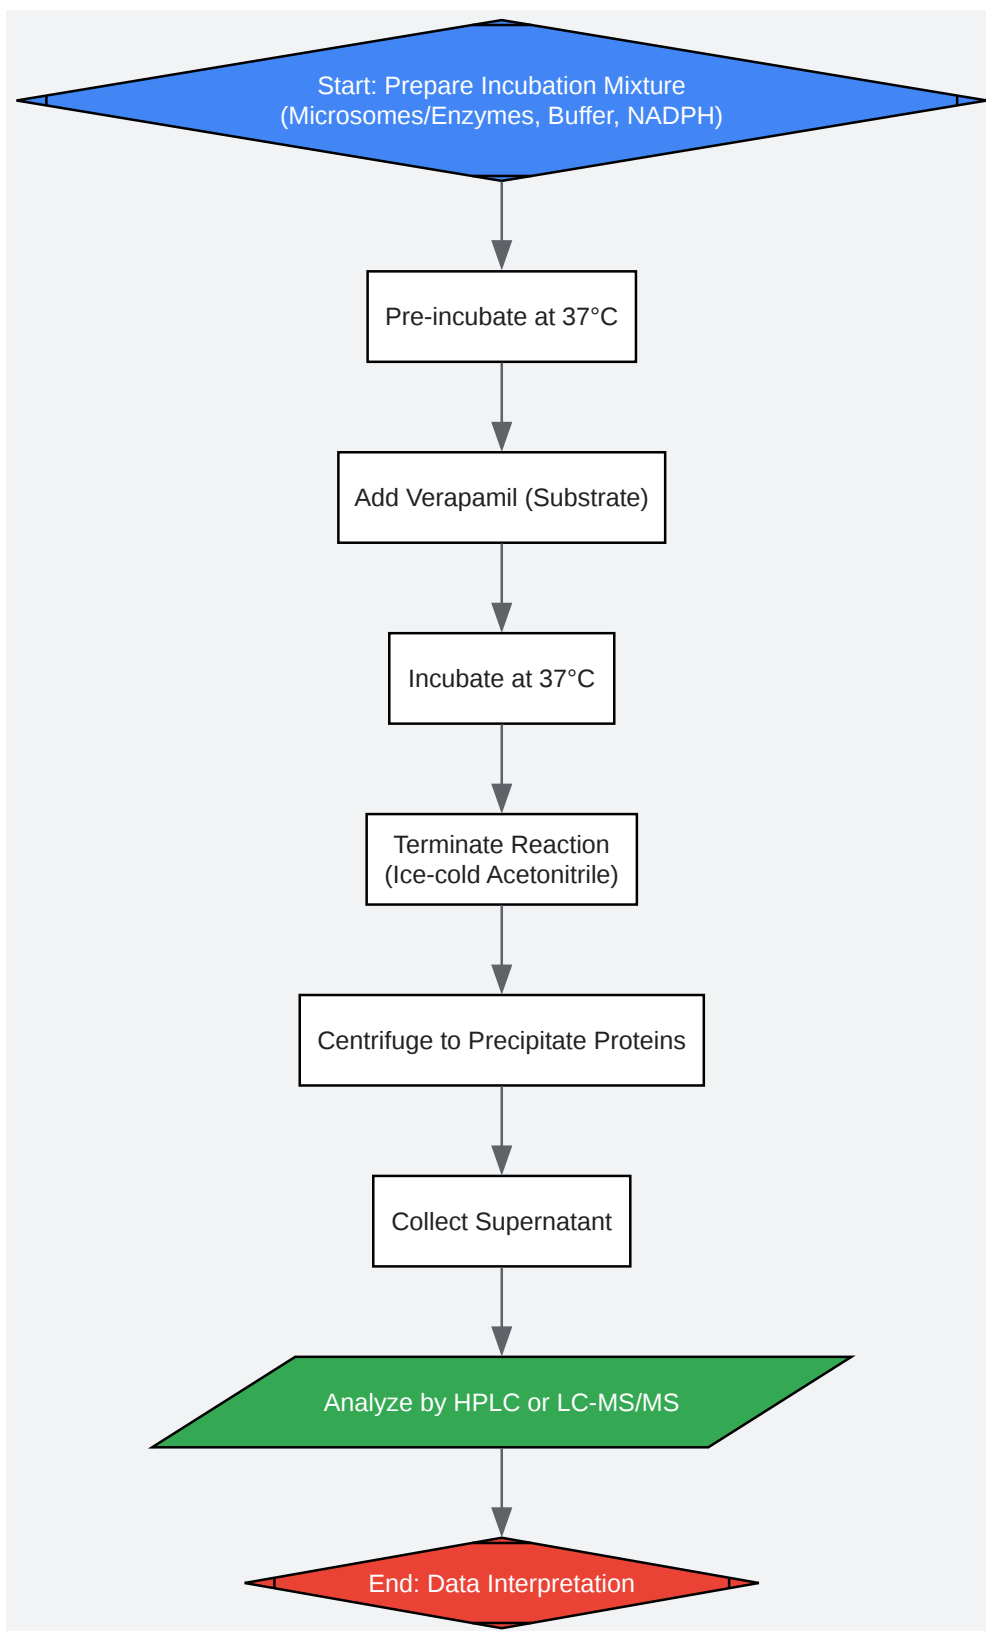 Start: Prepare Incubation Mixture
(Microsomes/Enzymes, Buffer, NADPH)
Pre-incubate at 37°C
Add Verapamil (Substrate)
Incubate at 37°C
Terminate Reaction
(Ice-cold Acetonitrile)
Centrifuge to Precipitate Proteins
Collect Supernatant
Analyze by HPLC or LC-MS/MS
End: Data Interpretation